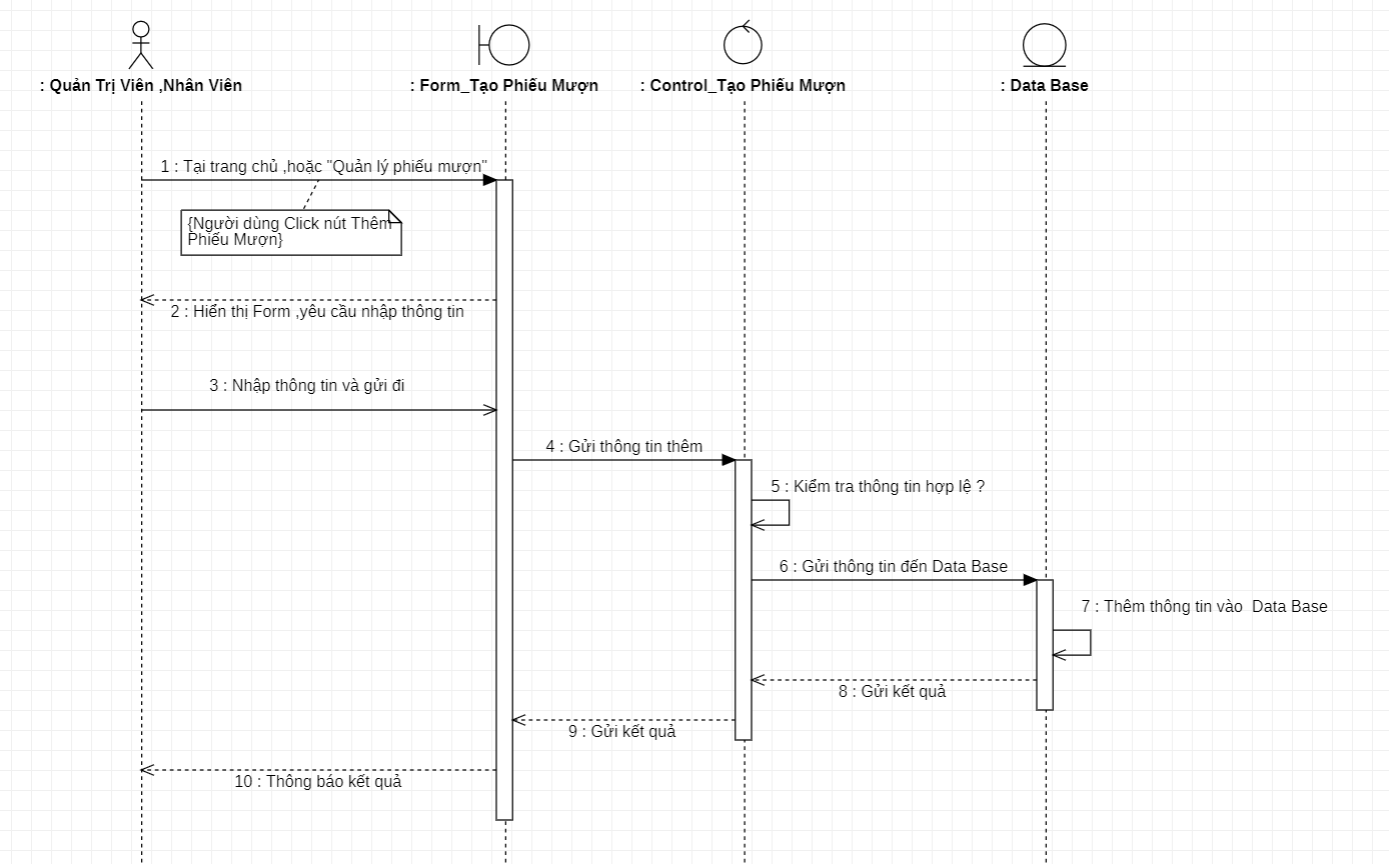 : Quản Trị Viên ,Nhân Viên
: Form_Tạo Phiếu Mượn
: Control_Tạo Phiếu Mượn
: Data Base
1 : Tại trang chủ ,hoặc "Quản lý phiếu mượn"
{Người dùng Click nút Thêm
Phiếu Mượn}
2 : Hiển thị Form ,yêu cầu nhập thông tin
3 : Nhập thông tin và gửi đi
4 : Gửi thông tin thêm
5 : Kiểm tra thông tin hợp lệ ?
6 : Gửi thông tin đến Data Base
7 : Thêm thông tin vào  Data Base
8 : Gửi kết quả
9 : Gửi kết quả
10 : Thông báo kết quả